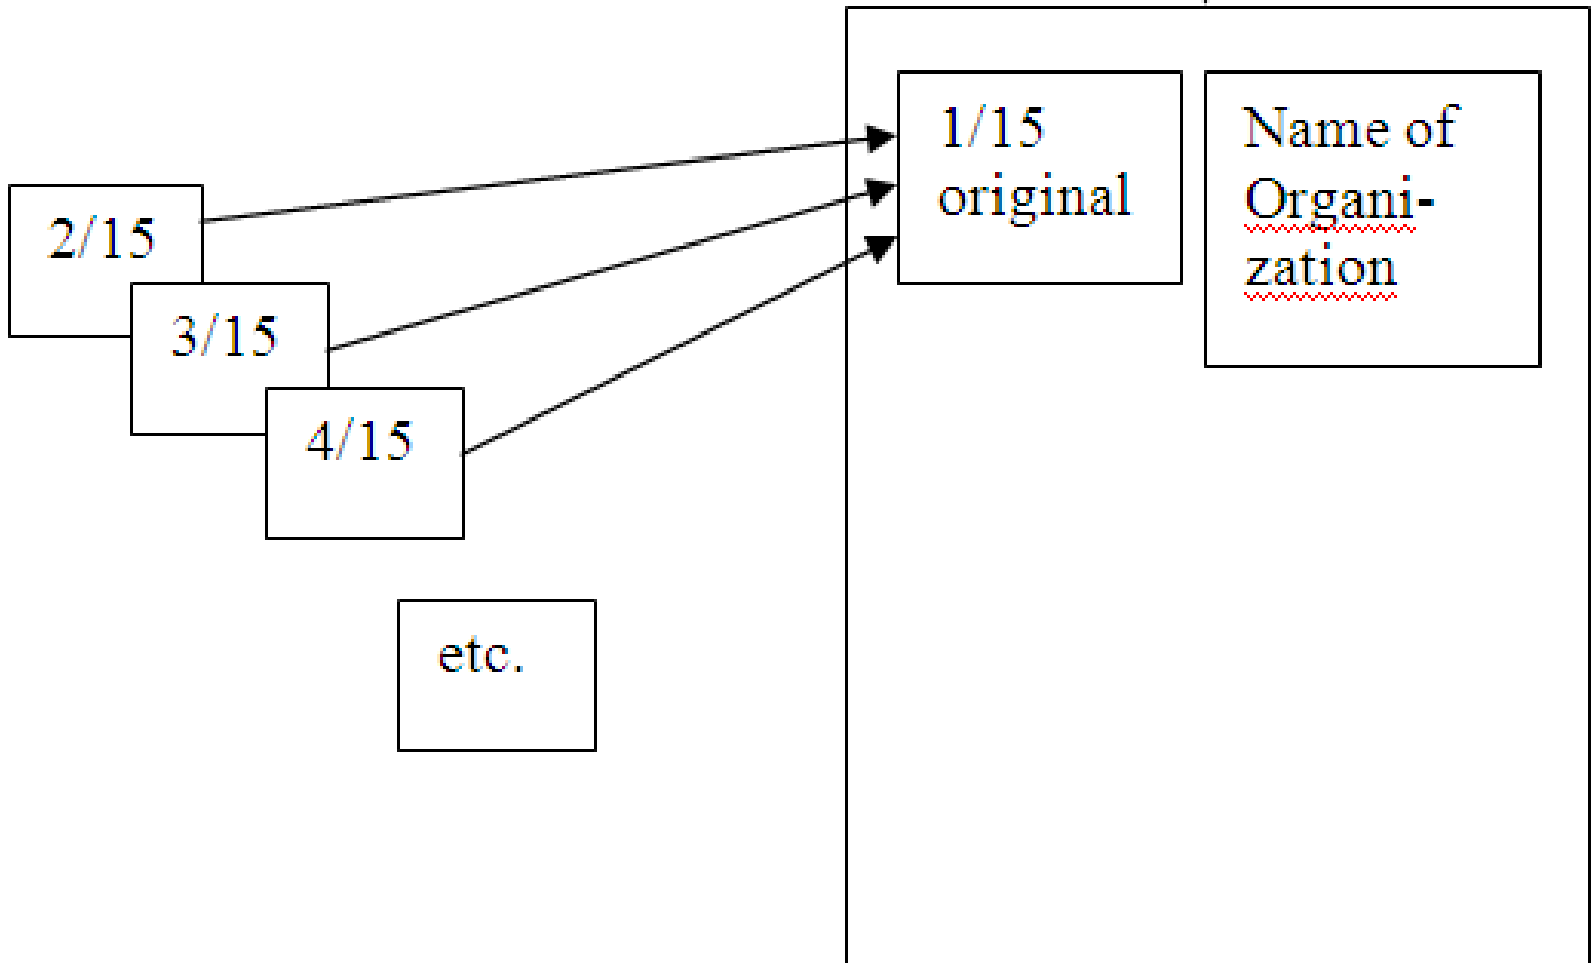 1/15
original
Name of
Organi-
zation
2/15
3/15
4/15
etc.